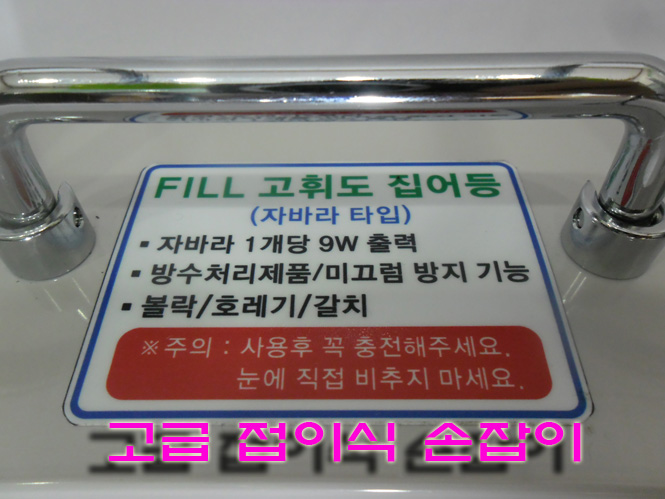 FILL 고휘도 집어등
(자바라 타입)
▪ 자바라 1개당 9W 출력
▪ 방수처리제품/미끄럼 방지 기능
▪ 볼락/호레기/갈치
※ 주의 : 사용후 꼭 충전해주세요.
눈에 직접 비추지 마세요.
고급 접이식 손잡이